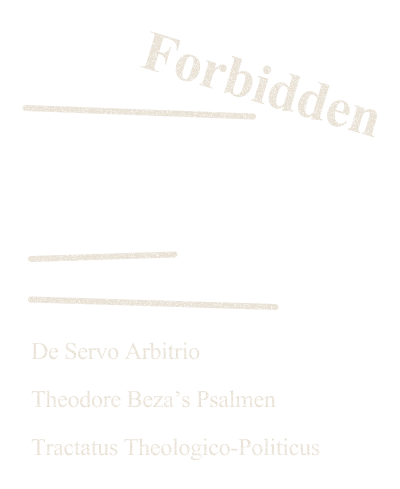 Forbidden
De Servo Arbitrio
Theodore Beza’s Psalmen
Tractatus Theologico-Politicus